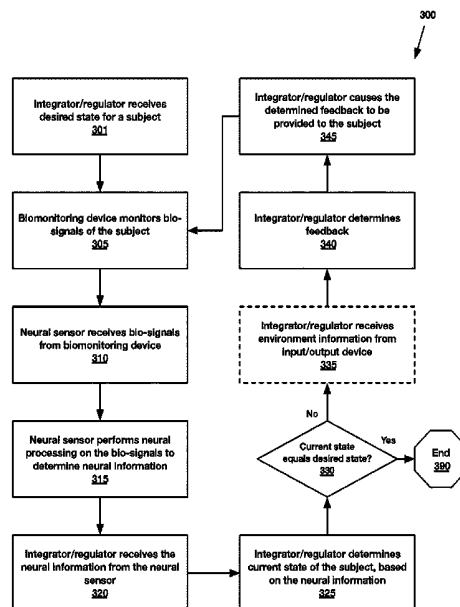 300
Integrator/regulator receives
desired state for a subject
301
Biomonitoring device monitors bio-
signals of the subject
305
Neural sensor receives bio-signals
from biomonitoring device
310
Neural sensor performs neural
processing on the bio-signals to
determine neural information
315
Integrator/regulator receives the
neural information from the neural
sensor
320
Integrator/regulator determines
current state of the subject, based
on the neural information
325
Current state
equals desired state?
330
No
Yes
End
390
Integrator/regulator receives
environment information from
input/output device
335
Integrator/regulator determines
feedback
340
Integrator/regulator causes the
determined feedback to be
provided to the subject
345